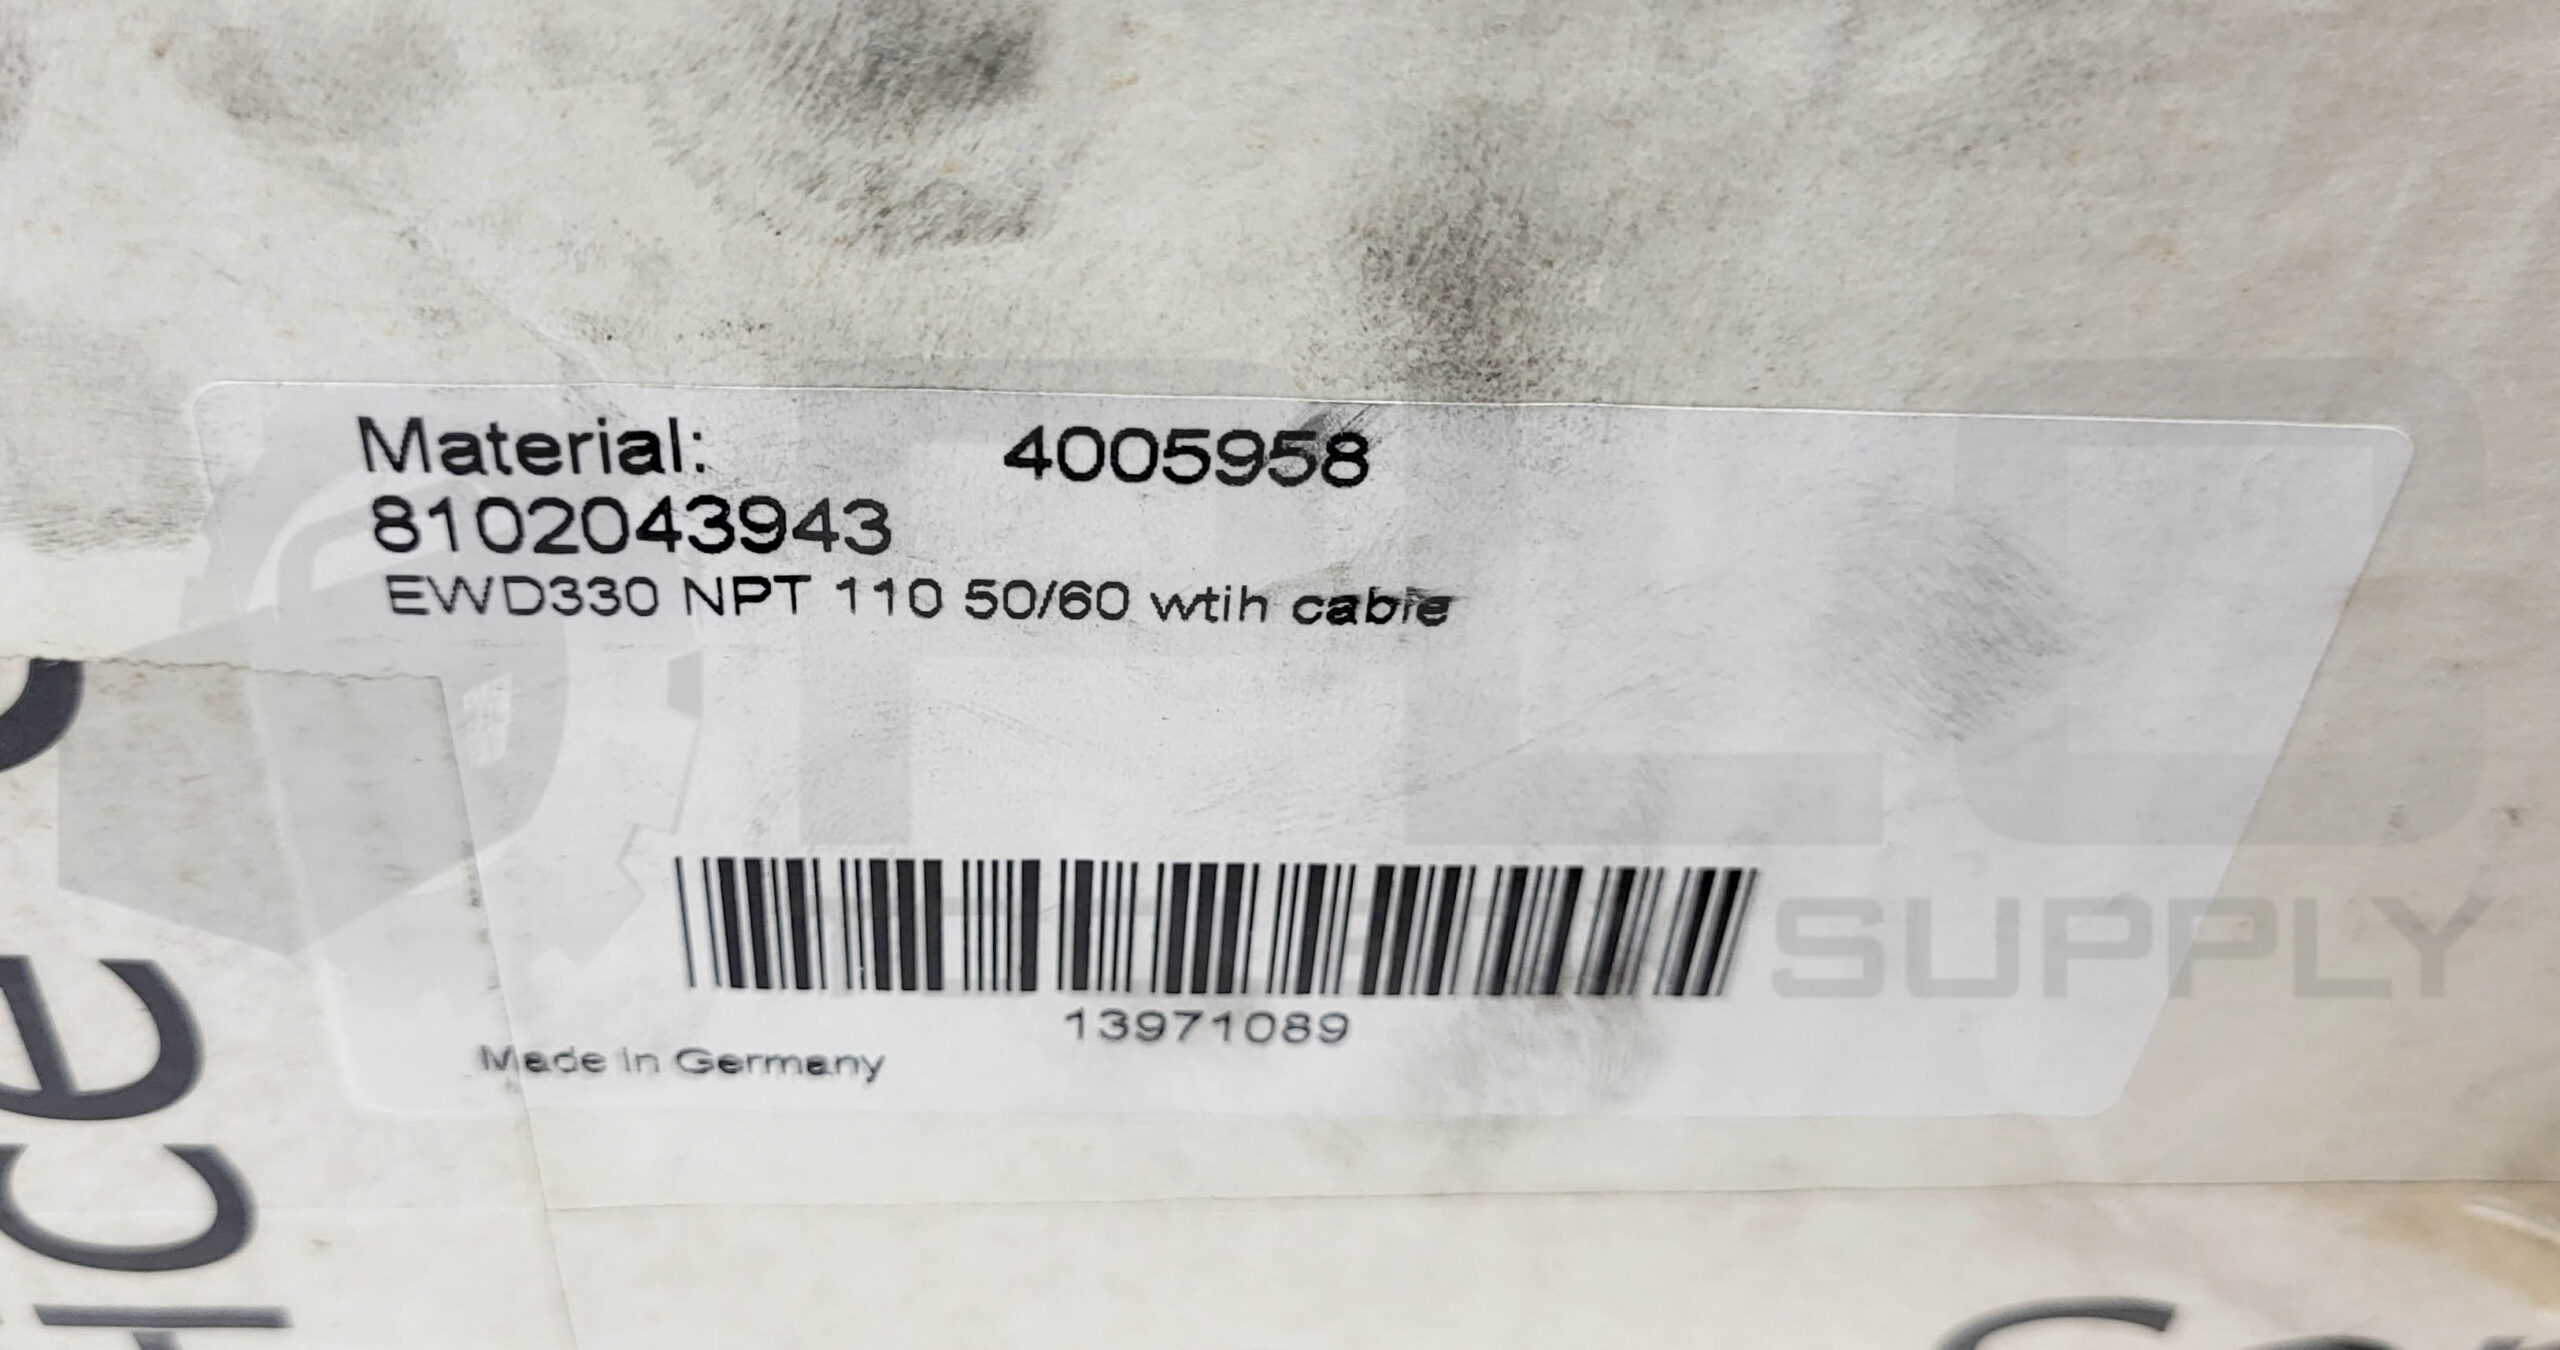 Material: 4005958
8102043943
EWD330 NPT 110 50/60 wtih cable
13971089
Made in Germany
SUPPLY